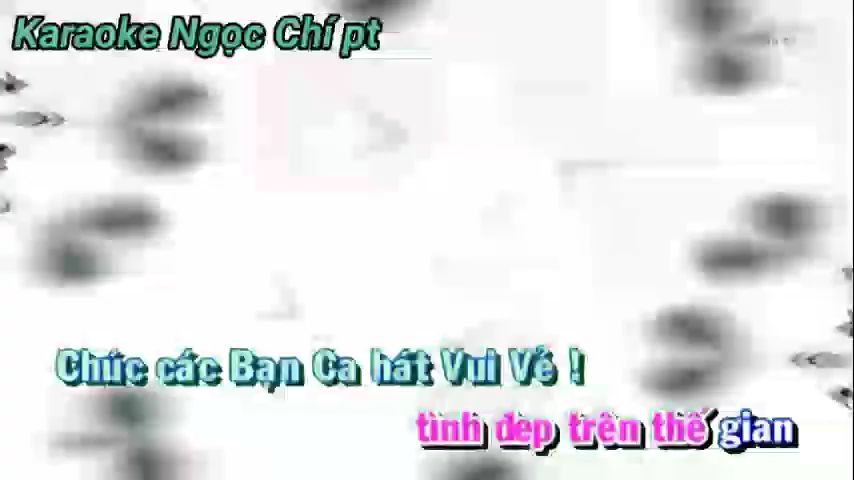 Karaoke Ngọc Chí pt
Chúc các Bạn Ca hát Vui Vẻ !
tình đẹp trên thế gian